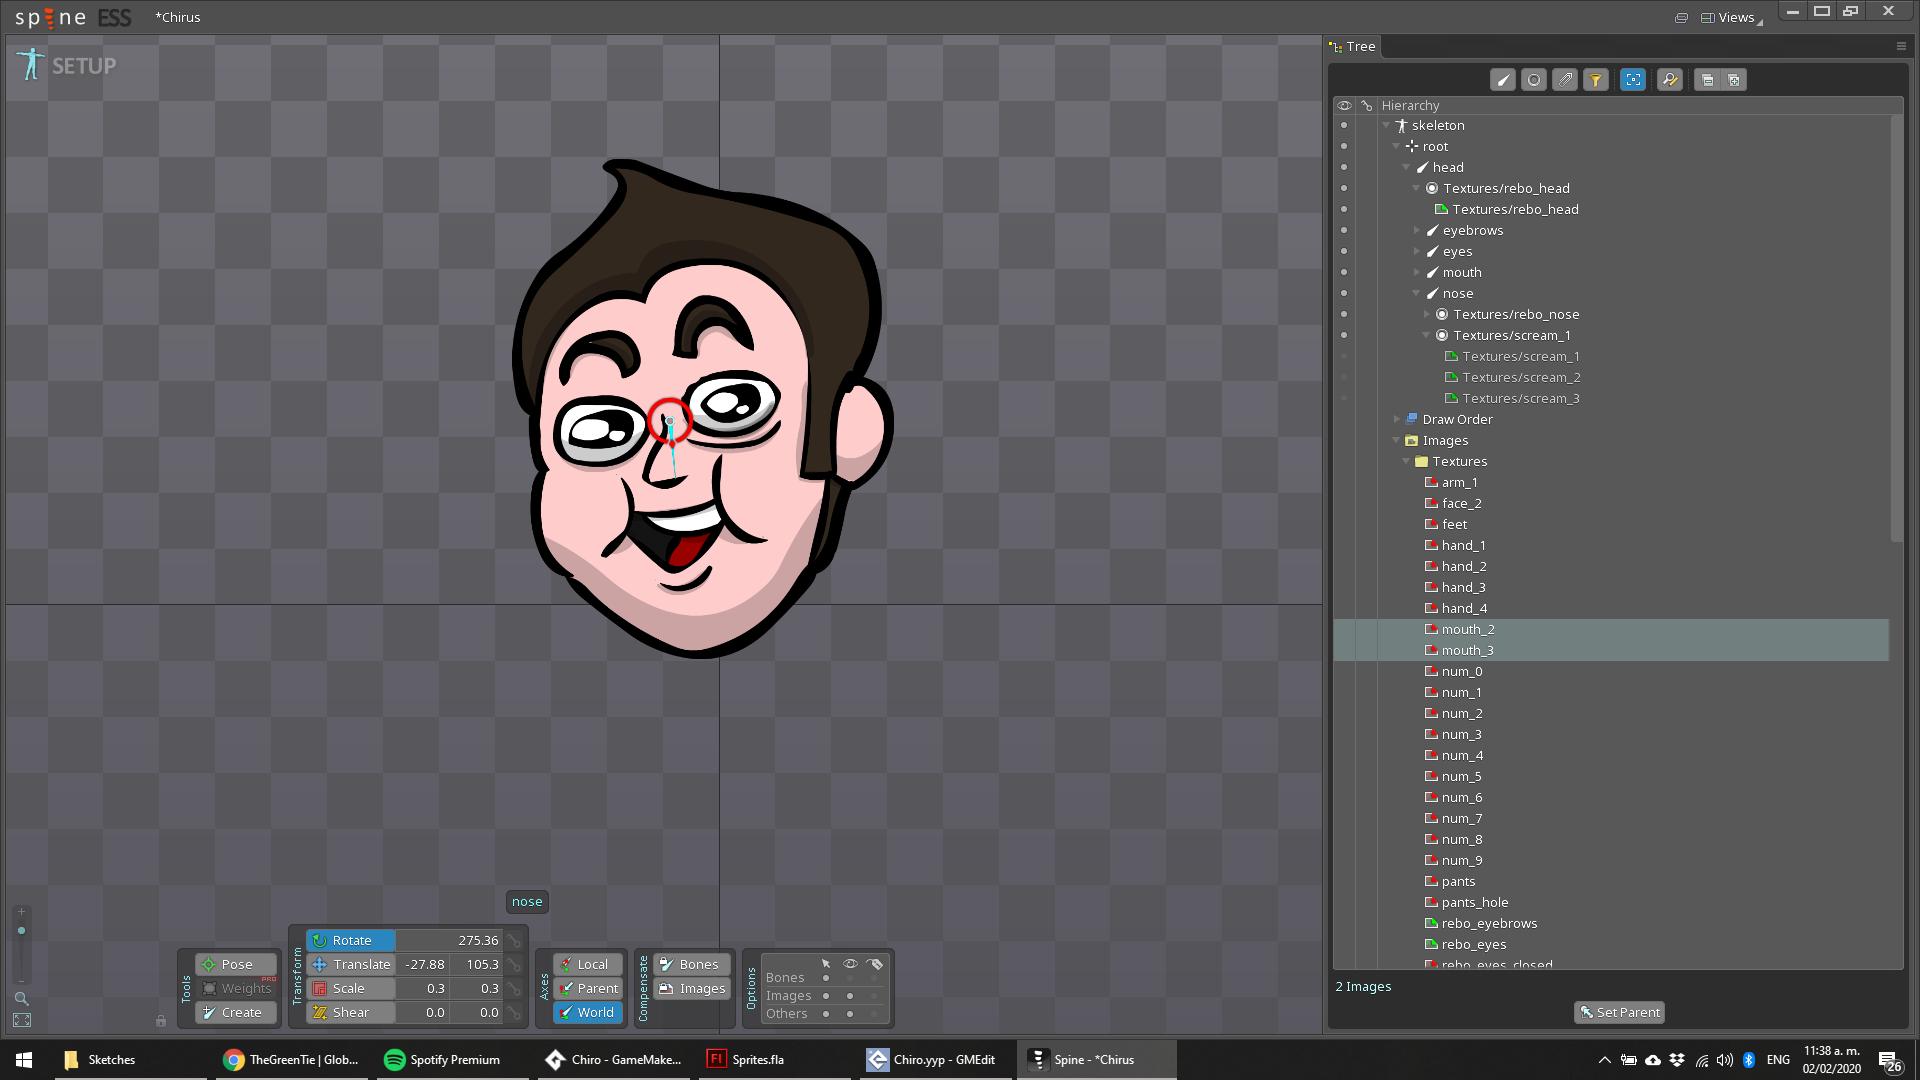 spine ESS
*Chirus
Views
SETUP
Tree
Hierarchy
skeleton
root
head
Textures/rebo_head
Textures/rebo_head
eyebrows
eyes
mouth
nose
Textures/rebo_nose
Textures/scream_1
Textures/scream_1
Textures/scream_2
Textures/scream_3
Draw Order
Images
Textures
arm_1
face_2
feet
hand_1
hand_2
hand_3
hand_4
mouth_2
mouth_3
num_0
num_1
num_2
num_3
num_4
num_5
num_6
num_7
num_8
num_9
pants
pants_hole
rebo_eyebrows
rebo_eyes
rebo_eyes_closed
2 Images
Set Parent
nose
Tools
Pose
Weights PRO
Create
Transform
Rotate 275.36
Translate -27.88 105.3
Scale 0.3 0.3
Shear 0.0 0.0
Axes
Local
Parent
World
Compensate
Bones
Images
Options
Bones
Images
Others
Sketches
TheGreenTie | Glob...
Spotify Premium
Chiro - GameMake...
Fl Sprites.fla
Chiro.yyp - GMEdit
Spine - *Chirus
ENG
11:38 a. m.
02/02/2020
26